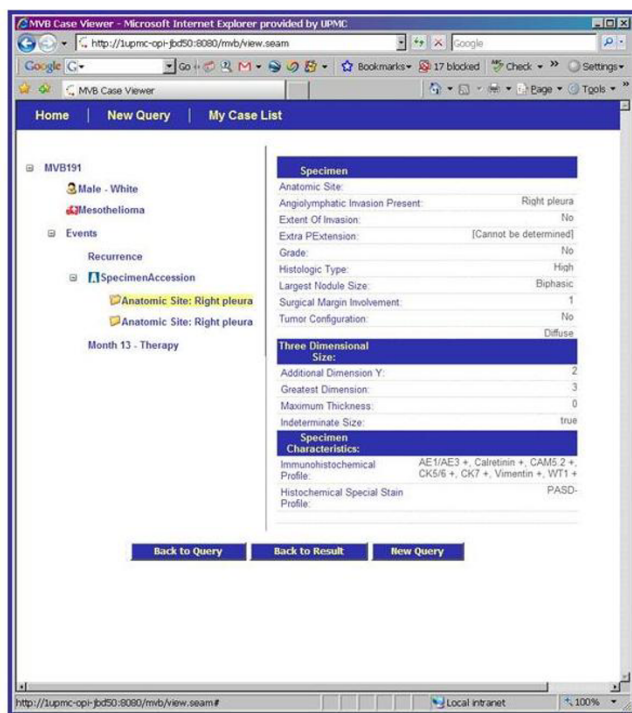 MVB Case Viewer - Microsoft Internet Explorer provided by UPMC
http://1upmc-opi-jbd50:8080/mvb/view.seam
Google
Google G Go Bookmarks 17 blocked Check » Settings
MVB Case Viewer
Page Tools »
Home New Query My Case List
MVB191
Male - White
Mesothelioma
Events
Recurrence
SpecimenAccession
Anatomic Site: Right pleura
Anatomic Site: Right pleura
Month 13 - Therapy
Specimen
Anatomic Site:
Angiolymphatic Invasion Present: Right pleura
Extent Of Invasion: No
Extra PExtension: [Cannot be determined]
Grade: No
Histologic Type: High
Largest Nodule Size: Biphasic
Surgical Margin Involvement: 1
Tumor Configuration: No
Diffuse
Three Dimensional
Size:
Additional Dimension Y: 2
Greatest Dimension: 3
Maximum Thickness: 0
Indeterminate Size: true
Specimen
Characteristics:
Immunohistochemical AE1/AE3 +, Calretinin +, CAM5.2 +,
Profile: CK5/6 +, CK7 +, Vimentin +, WT1 +
Histochemical Special Stain PASD-
Profile:
Back to Query Back to Result New Query
http://1upmc-opi-jbd50:8080/mvb/view.seam# Local intranet 100%